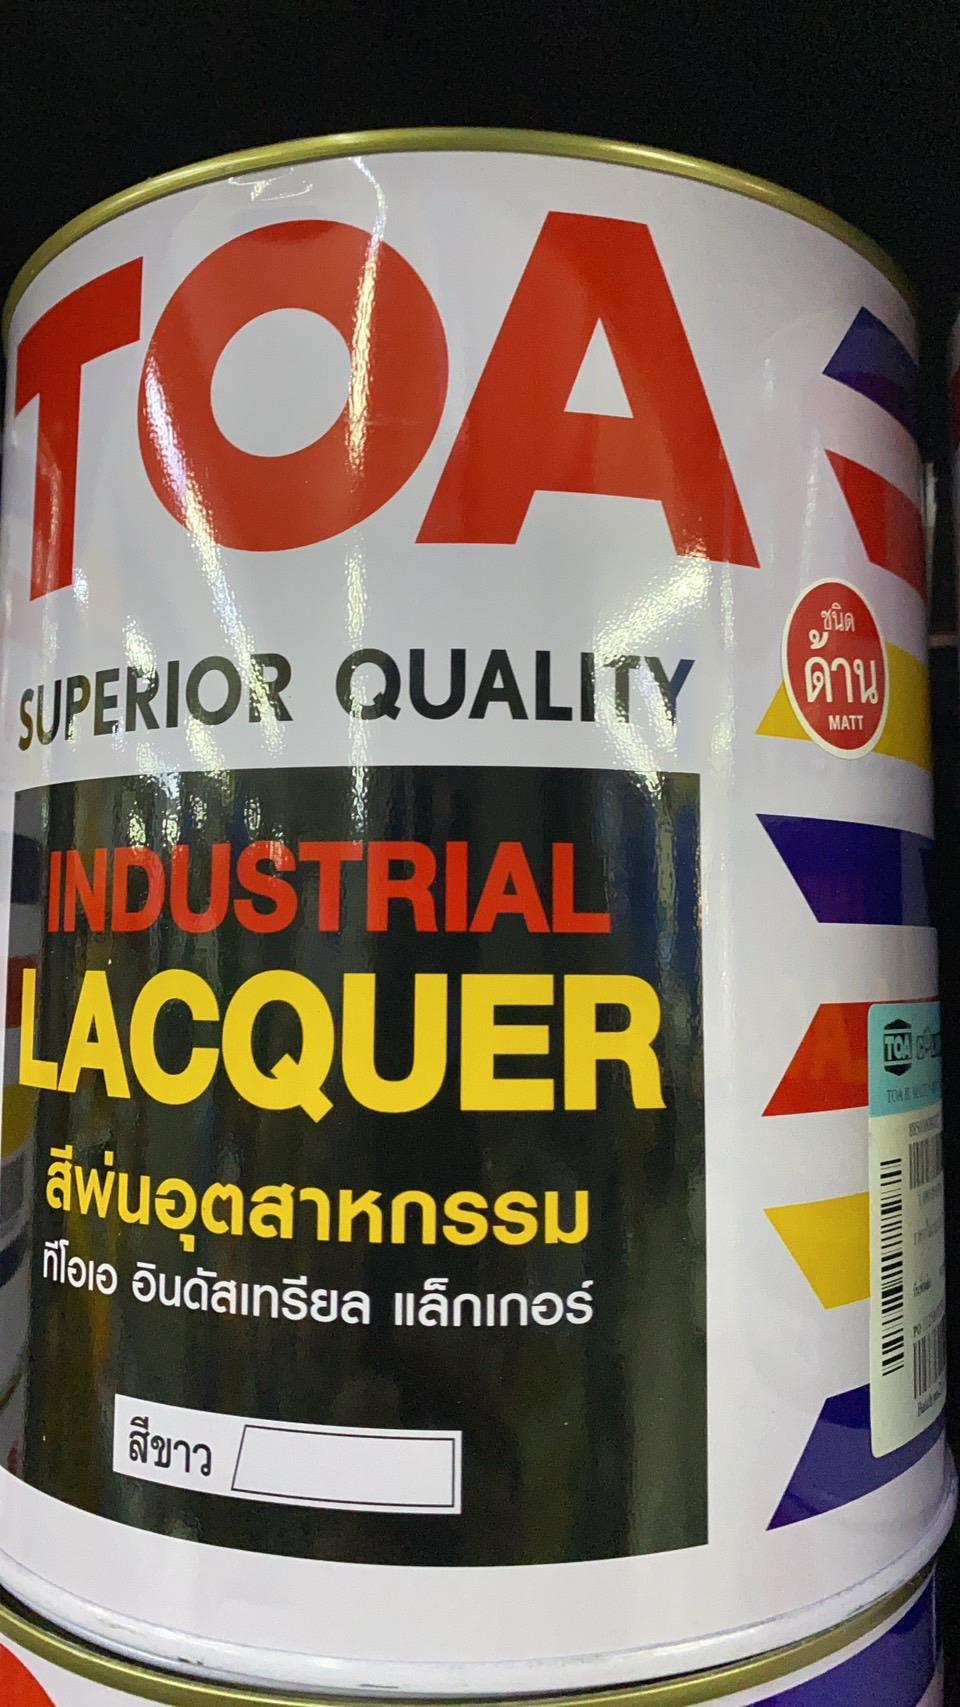 TOA
SUPERIOR QUALITY
ชนิด
ด้าน
MATT
INDUSTRIAL
LACQUER
สีพ่นอุตสาหกรรม
ทีโอเอ อินดัสเทรียล แล็กเกอร์
สีขาว
TOA